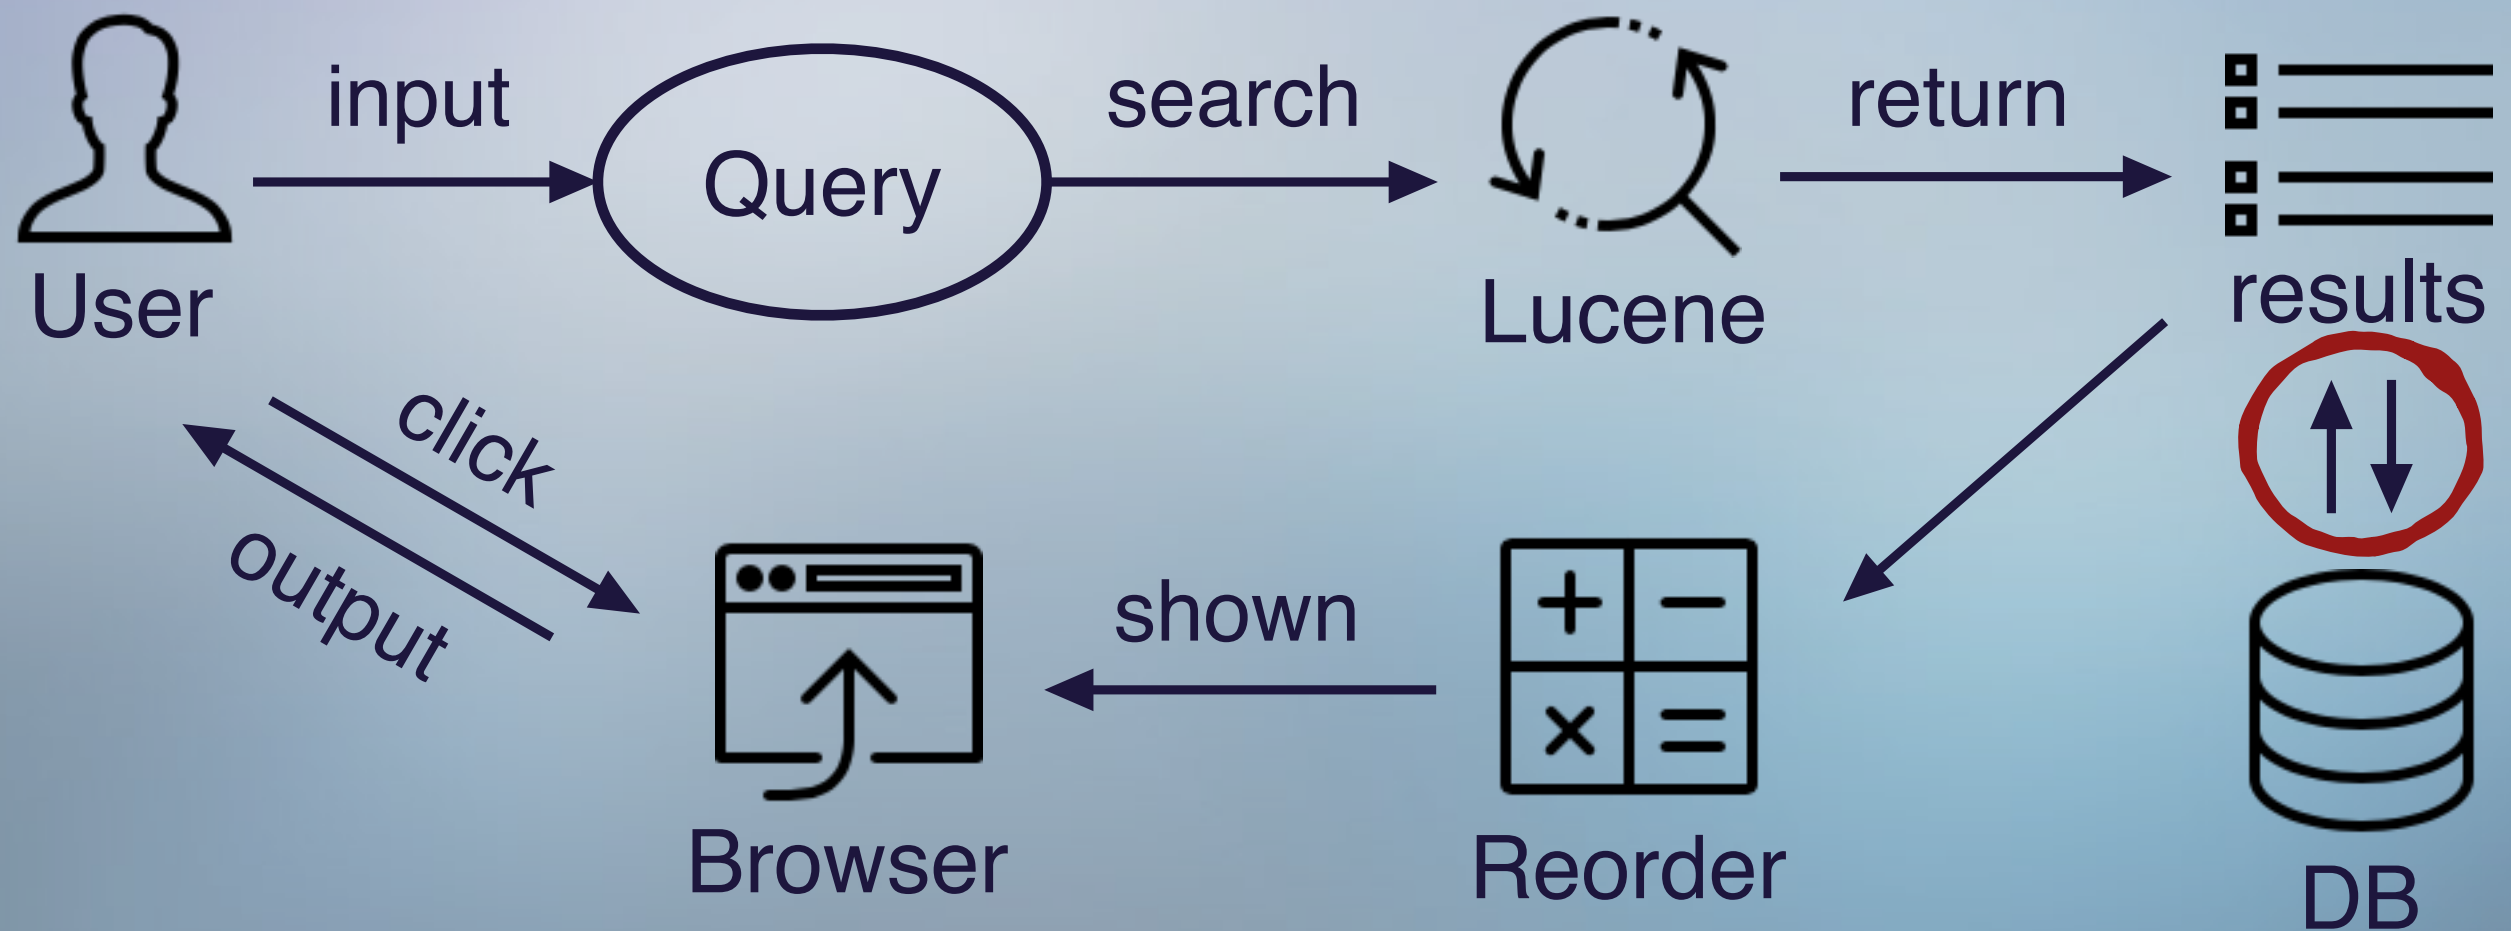 input
Query
search
return
User
Lucene
results
click
output
shown
Browser
Reorder
DB